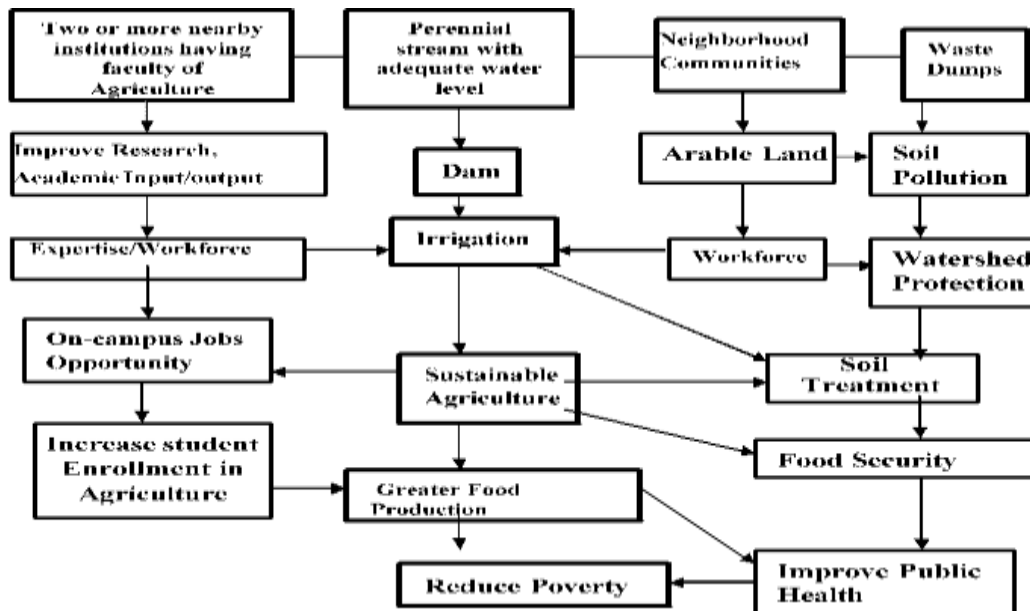 Two or more nearby
institutions having
faculty of
Agriculture
Perennial
stream with
adequate water
level
Neighborhood
Communities
Waste
Dumps
Improve Research,
Academic Input/output
Dam
Arable Land
Soil
Pollution
Expertise/Workforce
Irrigation
Workforce
Watershed
Protection
On-campus Jobs
Opportunity
Sustainable
Agriculture
Soil
Treatment
Increase student
Enrollment in
Agriculture
Greater Food
Production
Food Security
Reduce Poverty
Improve Public
Health